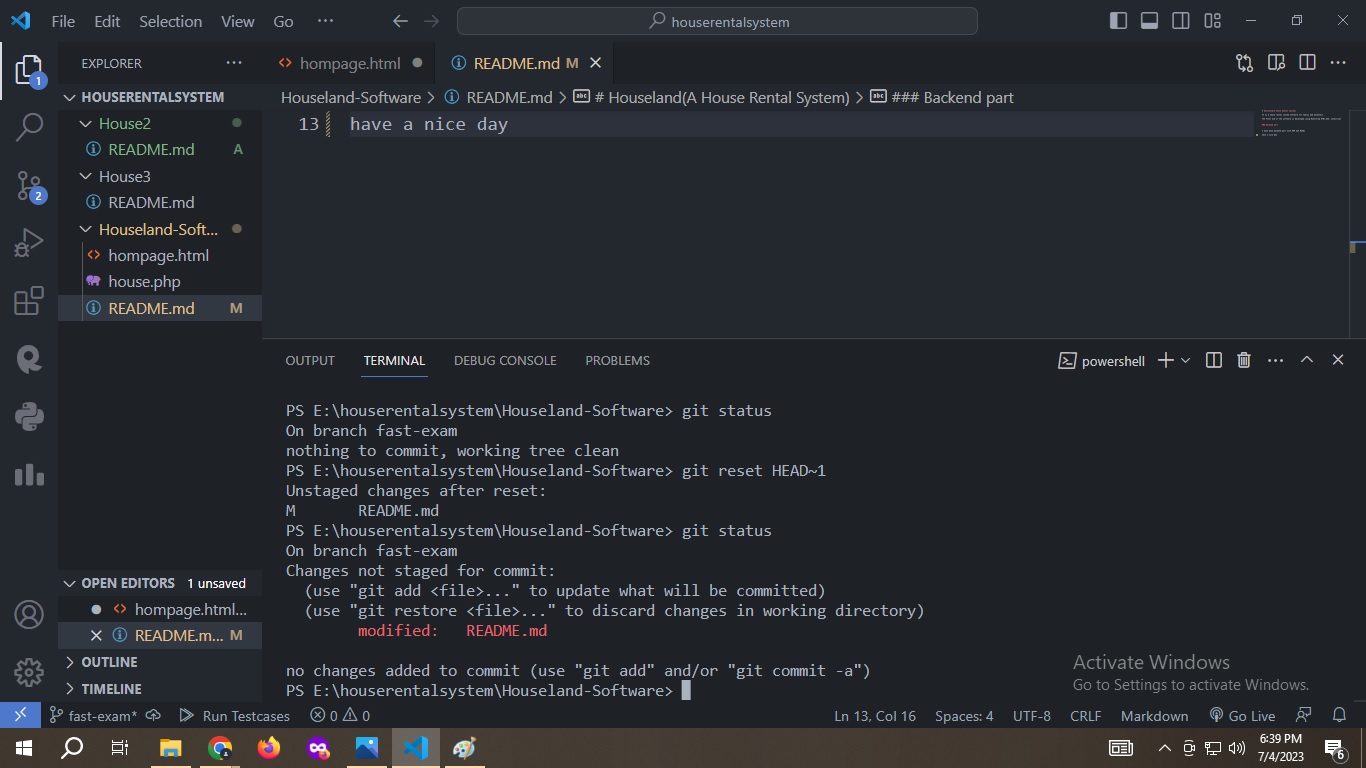 File Edit Selection View Go ··· houserentalsystem
EXPLORER ···
hompage.html
README.md M
1
HOUSERENTALSYSTEM
Houseland-Software > README.md > # Houseland(A House Rental System) > ### Backend part
House2
13 have a nice day
README.md A
House3
2
README.md
Houseland-Soft...
hompage.html
house.php
README.md M
OUTPUT TERMINAL DEBUG CONSOLE PROBLEMS
powershell
PS E:\houserentalsystem\Houseland-Software> git status
On branch fast-exam
nothing to commit, working tree clean
PS E:\houserentalsystem\Houseland-Software> git reset HEAD~1
Unstaged changes after reset:
M README.md
PS E:\houserentalsystem\Houseland-Software> git status
On branch fast-exam
Changes not staged for commit:
(use "git add <file>..." to update what will be committed)
(use "git restore <file>..." to discard changes in working directory)
modified: README.md
no changes added to commit (use "git add" and/or "git commit -a")
PS E:\houserentalsystem\Houseland-Software>
OPEN EDITORS 1 unsaved
hompage.html...
README.m... M
OUTLINE
TIMELINE
Activate Windows
Go to Settings to activate Windows.
fast-exam* Run Testcases 0 0 Ln 13, Col 16 Spaces: 4 UTF-8 CRLF Markdown Go Live
6:39 PM
7/4/2023
6